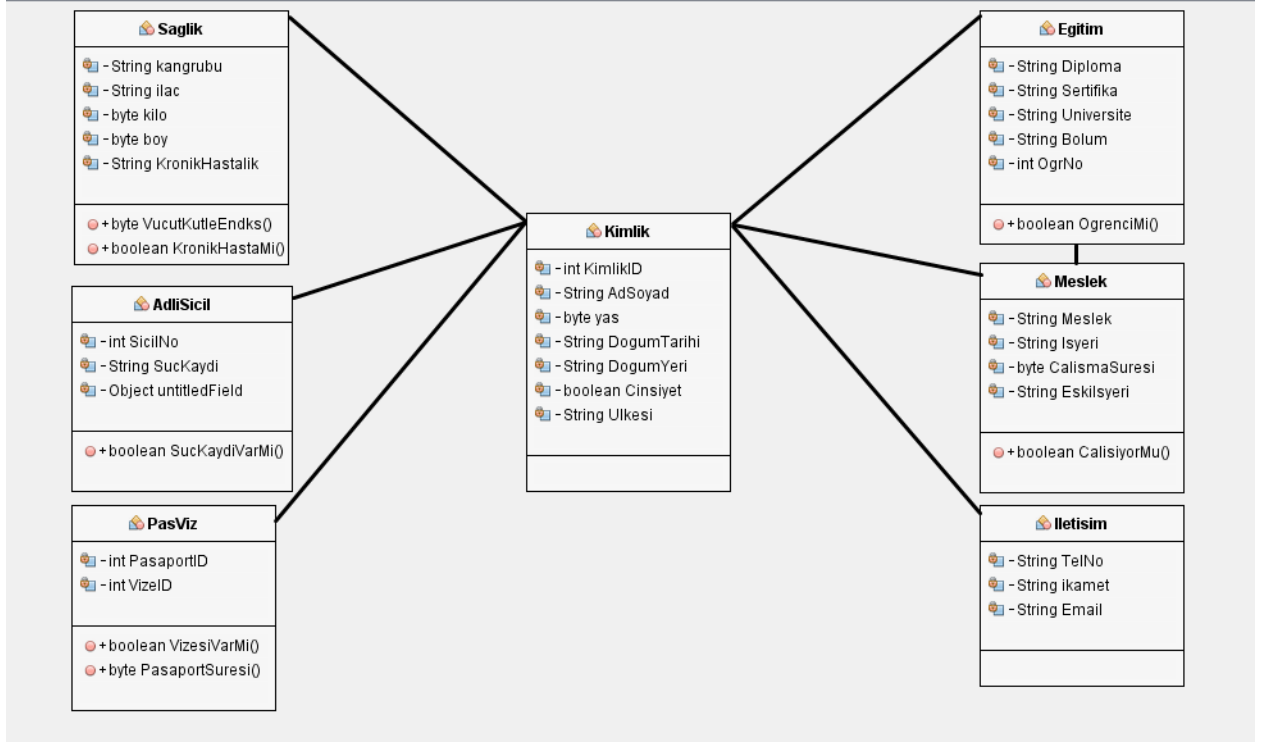 Saglik
- String kangrubu
- String ilac
- byte kilo
- byte boy
- String KronikHastalik
+ byte VucutKutleEndks()
+ boolean KronikHastaMi()
AdliSicil
- int SicilNo
- String SucKaydi
- Object untitledField
+ boolean SucKaydiVarMi()
PasViz
- int PasaportID
- int VizeID
+ boolean VizesiVarMi()
+ byte PasaportSuresi()
Kimlik
- int KimlikID
- String AdSoyad
- byte yas
- String DogumTarihi
- String DogumYeri
- boolean Cinsiyet
- String Ulkesi
Egitim
- String Diploma
- String Sertifika
- String Universite
- String Bolum
- int OgrNo
+ boolean OgrenciMi()
Meslek
- String Meslek
- String Isyeri
- byte CalismaSuresi
- String EskiIsyeri
+ boolean CalisiyorMu()
Iletisim
- String TelNo
- String ikamet
- String Email